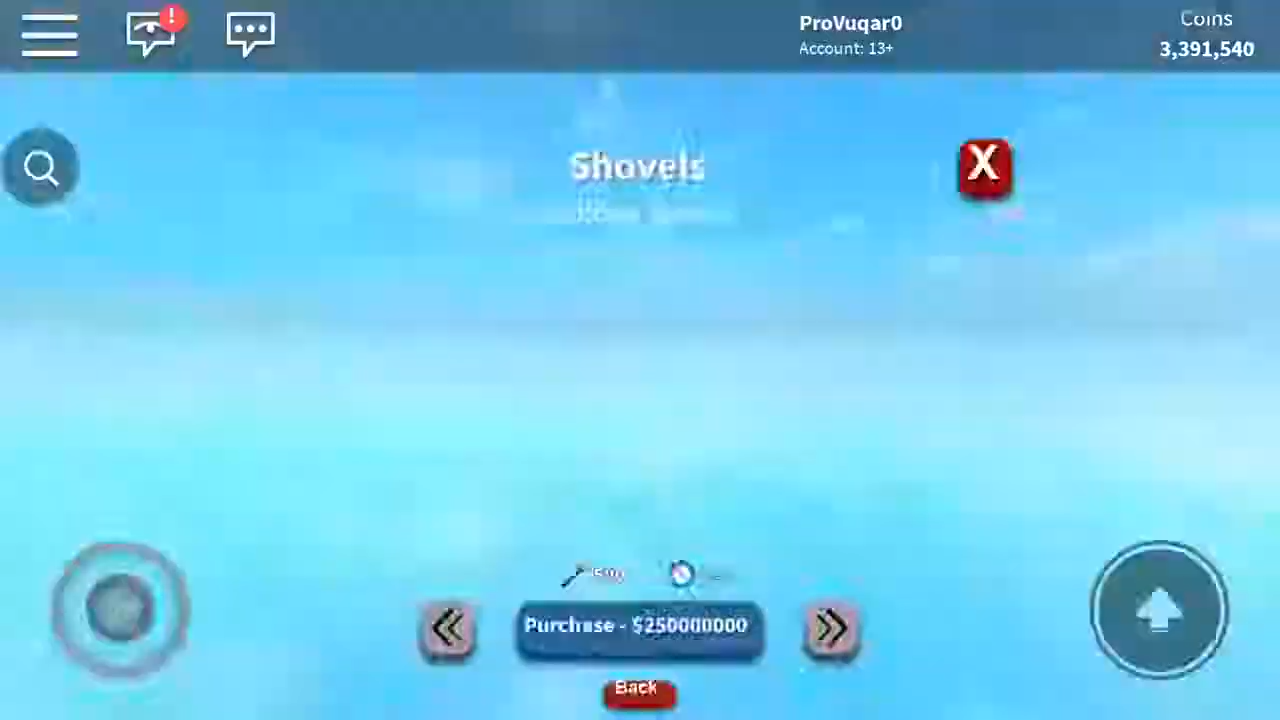 ProVuqar0
Account: 13+
Coins
3,391,540
!
Shovels
X
Purchase - $250000000
Back